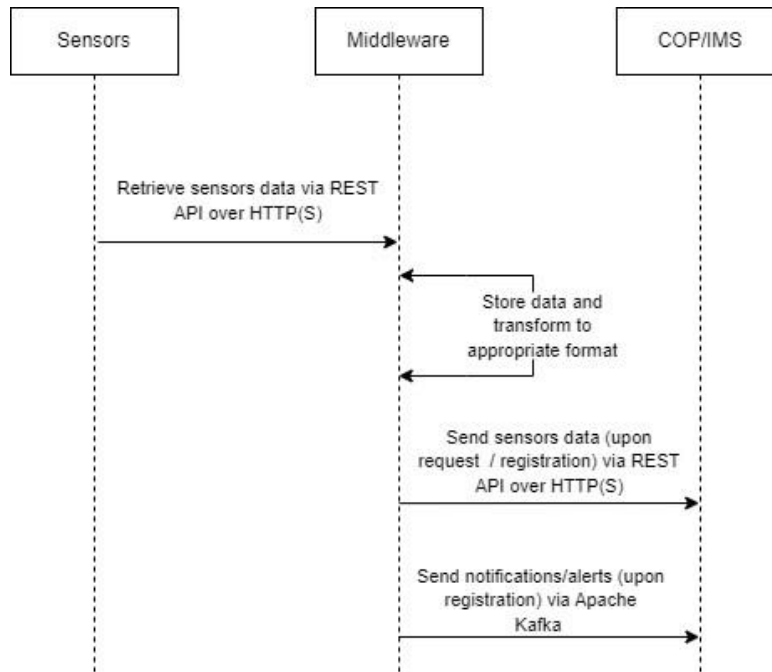 Sensors
Middleware
COP/IMS
Retrieve sensors data via REST
API over HTTP(S)
Store data and
transform to
appropriate format
Send sensors data (upon
request / registration) via REST
API over HTTP(S)
Send notifications/alerts (upon
registration) via Apache
Kafka